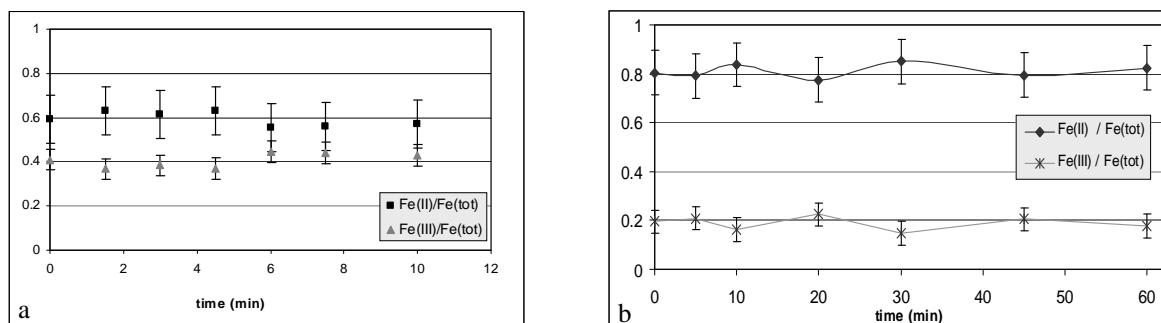 1
0.8
0.6
0.4
0.2
0
0 2 4 6 8 10 12
time (min)
Fe(II)/Fe(tot)
Fe(III)/Fe(tot)
a
1
0.8
0.6
0.4
0.2
0
0 10 20 30 40 50 60
time (min)
Fe(II) / Fe(tot)
Fe(III) / Fe(tot)
b